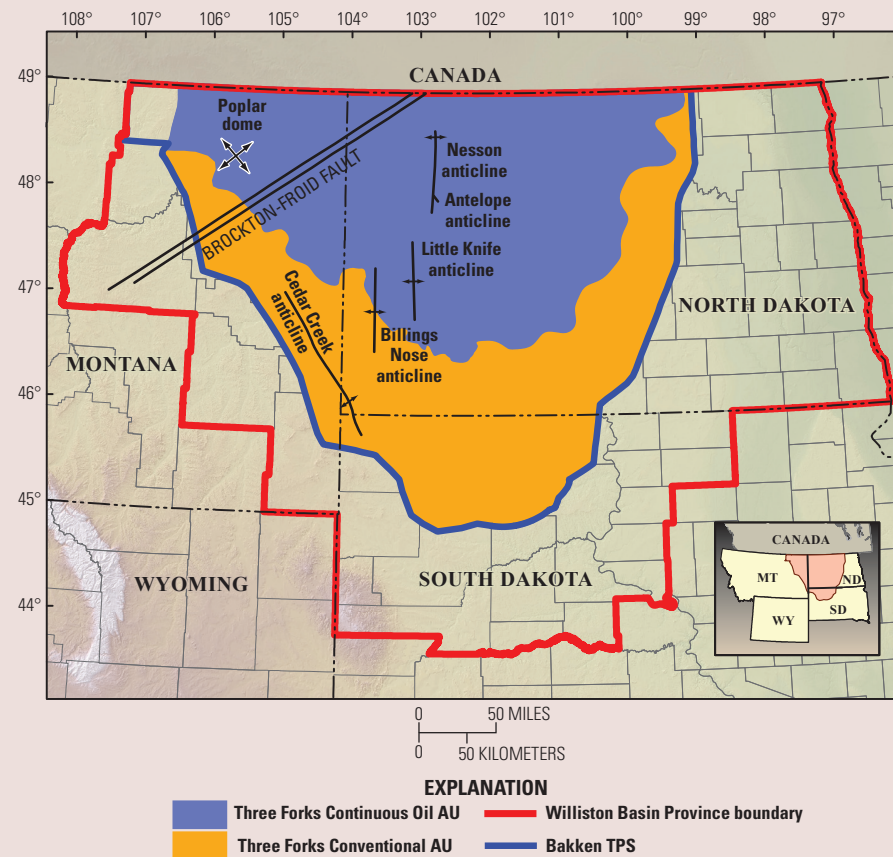 108° 107° 106° 105° 104° 103° 102° 101° 100° 99° 98° 97°
49°
48°
47°
46°
45°
44°
CANADA
Poplar
dome
BROCKTON-FROID FAULT
Nesson
anticline
Antelope
anticline
Little Knife
anticline
Cedar Creek
anticline
Billings
Nose
anticline
NORTH DAKOTA
MONTANA
WYOMING
SOUTH DAKOTA
CANADA
MT
ND
WY
SD
0 50 MILES
0 50 KILOMETERS
EXPLANATION
Three Forks Continuous Oil AU
Williston Basin Province boundary
Three Forks Conventional AU
Bakken TPS